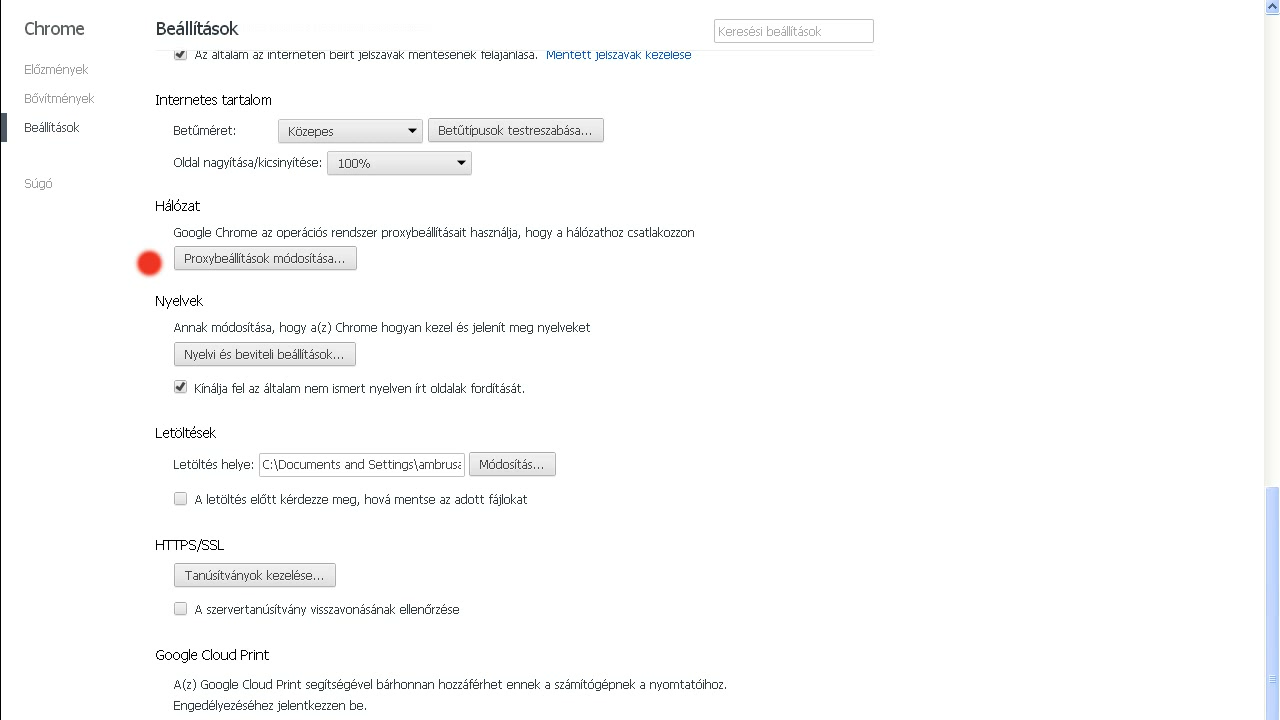 Chrome
Beállítások
Keresési beállítások
Előzmények
Bővítmények
Beállítások
Súgó
Az általam az interneten beírt jelszavak mentésének felajánlása. Mentett jelszavak kezelése
Internetes tartalom
Betűméret: Közepes Betűtípusok testreszabása...
Oldal nagyítása/kicsinyítése: 100%
Hálózat
Google Chrome az operációs rendszer proxybeállításait használja, hogy a hálózathoz csatlakozzon
Proxybeállítások módosítása...
Nyelvek
Annak módosítása, hogy a(z) Chrome hogyan kezel és jelenít meg nyelveket
Nyelvi és beviteli beállítások...
Kínálja fel az általam nem ismert nyelven írt oldalak fordítását.
Letöltések
Letöltés helye: C:\Documents and Settings\ambrusa Módosítás...
A letöltés előtt kérdezze meg, hová mentse az adott fájlokat
HTTPS/SSL
Tanúsítványok kezelése...
A szervertanúsítvány visszavonásának ellenőrzése
Google Cloud Print
A(z) Google Cloud Print segítségével bárhonnan hozzáférhet ennek a számítógépnek a nyomtatóihoz.
Engedélyezéséhez jelentkezzen be.